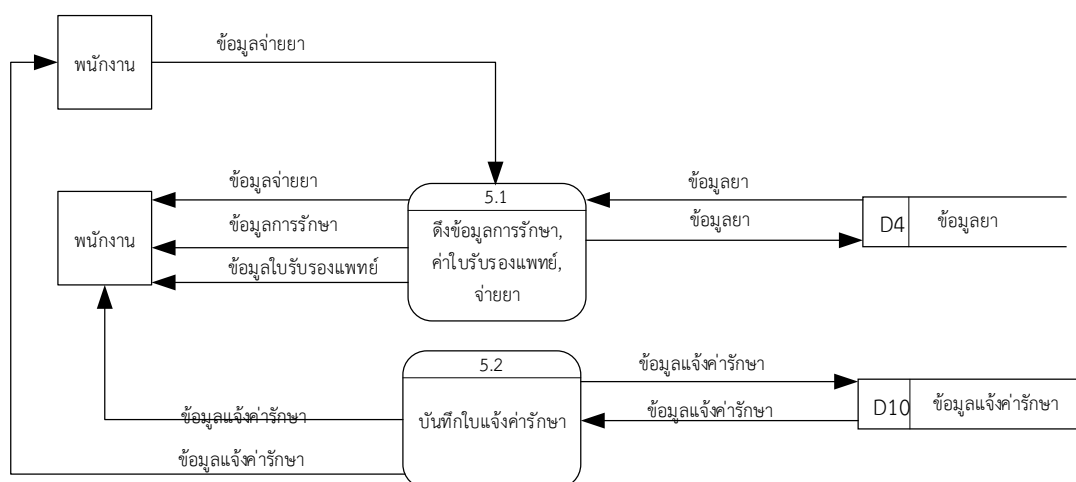 ข้อมูลจ่ายยา
พนักงาน
ข้อมูลจ่ายยา
ข้อมูลการรักษา
ข้อมูลใบรับรองแพทย์
พนักงาน
5.1
ดึงข้อมูลการรักษา,
ค่าใบรับรองแพทย์,
จ่ายยา
ข้อมูลยา
ข้อมูลยา
D4 ข้อมูลยา
5.2
บันทึกใบแจ้งค่ารักษา
ข้อมูลแจ้งค่ารักษา
ข้อมูลแจ้งค่ารักษา
D10 ข้อมูลแจ้งค่ารักษา
ข้อมูลแจ้งค่ารักษา
ข้อมูลแจ้งค่ารักษา